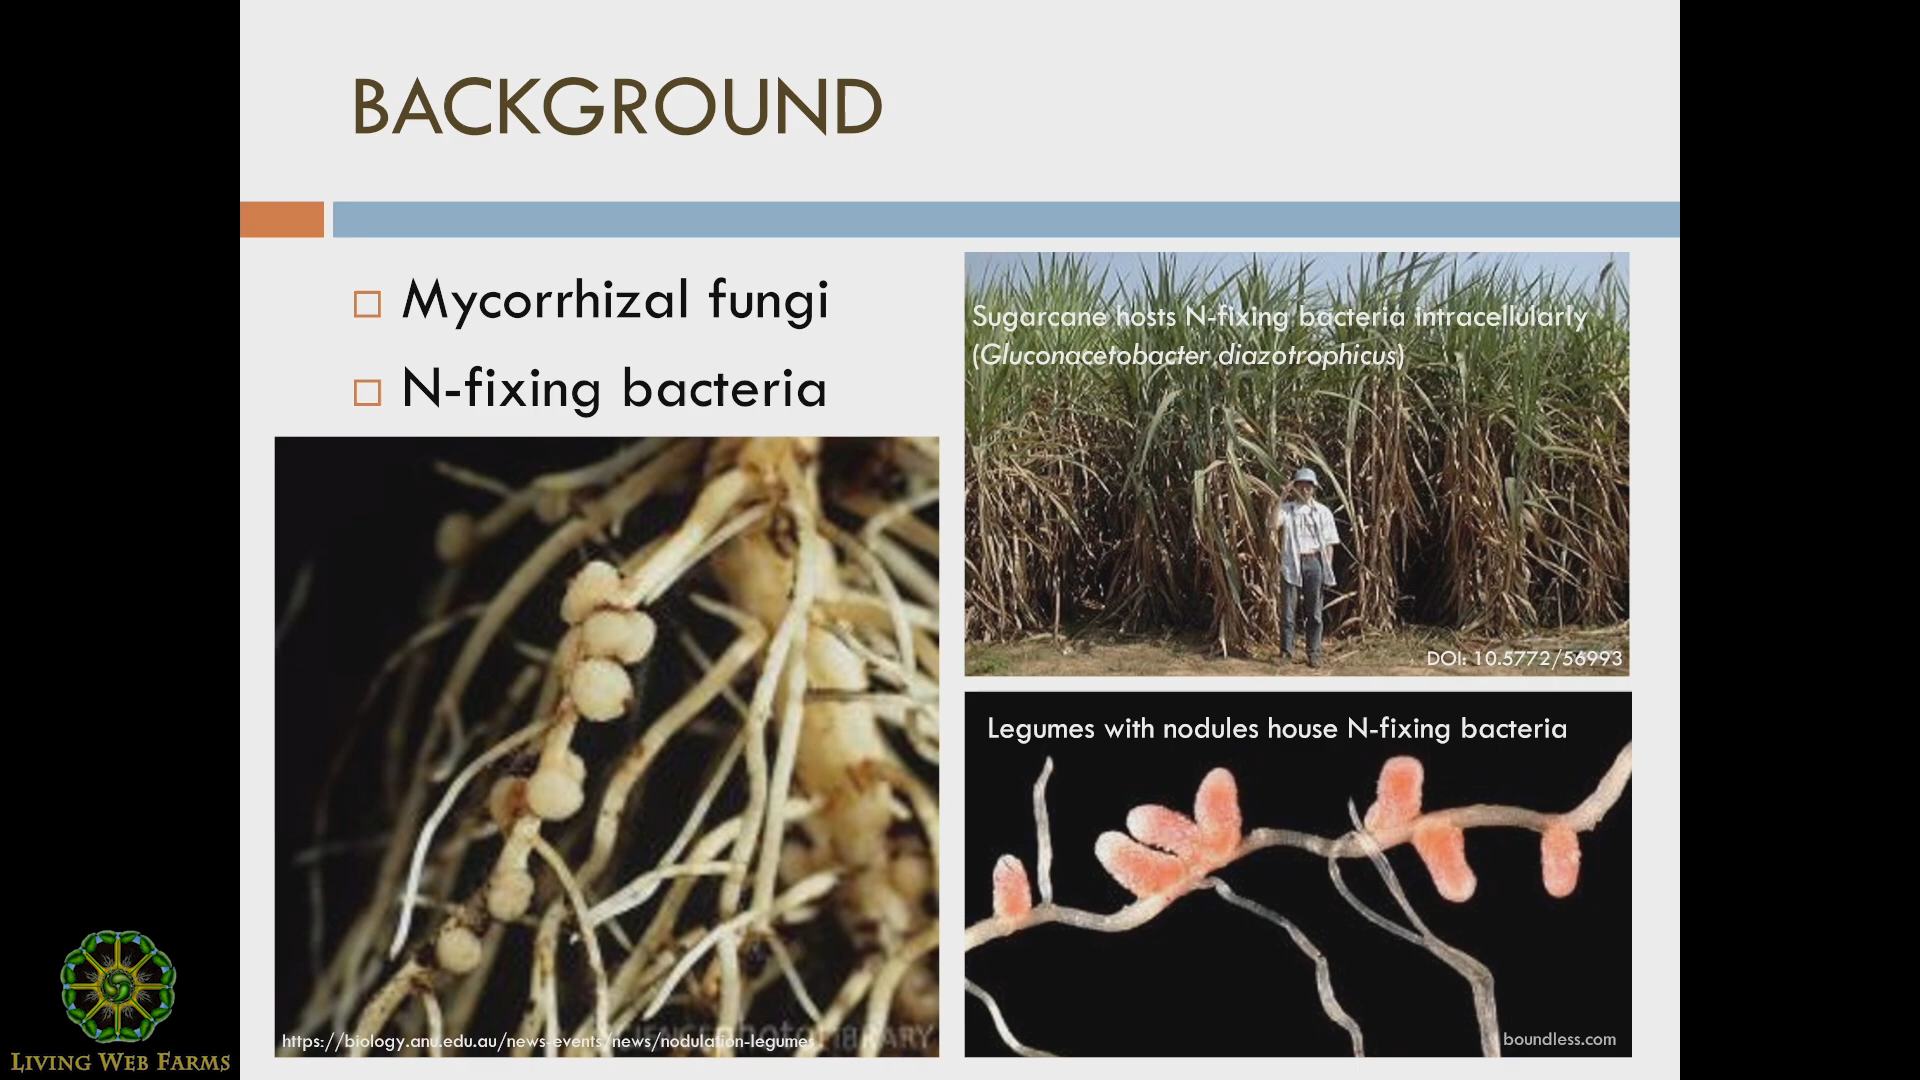 BACKGROUND
Mycorrhizal fungi
N-fixing bacteria
Sugarcane hosts N-fixing bacteria intracellularly
(Gluconacetobacter diazotrophicus)
DOI: 10.5772/56993
Legumes with nodules house N-fixing bacteria
https://biology.anu.edu.au/news-events/news/nodulation-legumes
LIBRARY
boundless.com
LIVING WEB FARMS